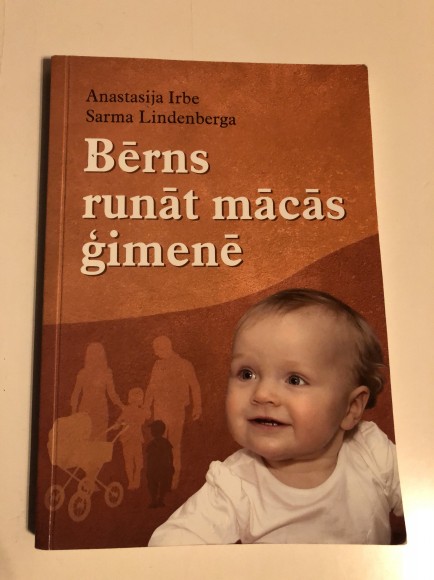 Anastasija Irbe
Sarma Lindenberga
Bērns
runāt mācās
ģimenē